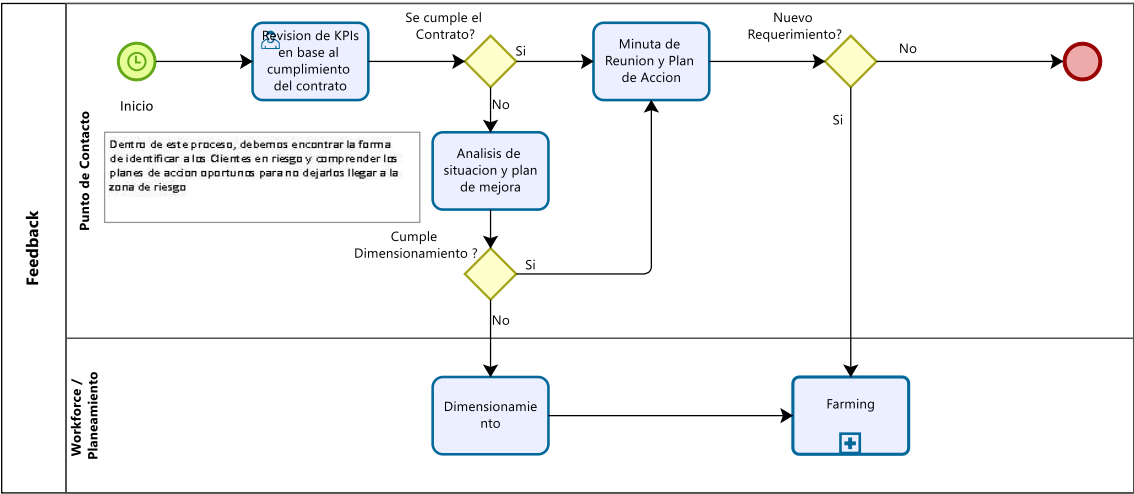 Feedback
Punto de Contacto
Inicio
Revision de KPIs
en base al
cumplimiento
del contrato
Se cumple el
Contrato?
Si
No
Minuta de
Reunion y Plan
de Accion
Nuevo
Requerimiento?
No
Si
Dentro de este proceso, debemos encontrar la forma
de identificar a los Clientes en riesgo y comprender los
planes de accion oportunos para no dejarlos llegar a la
zona de riesgo
Analisis de
situacion y plan
de mejora
Cumple
Dimensionamiento ?
Si
No
Workforce /
Planeamiento
Dimensionamie
nto
Farming